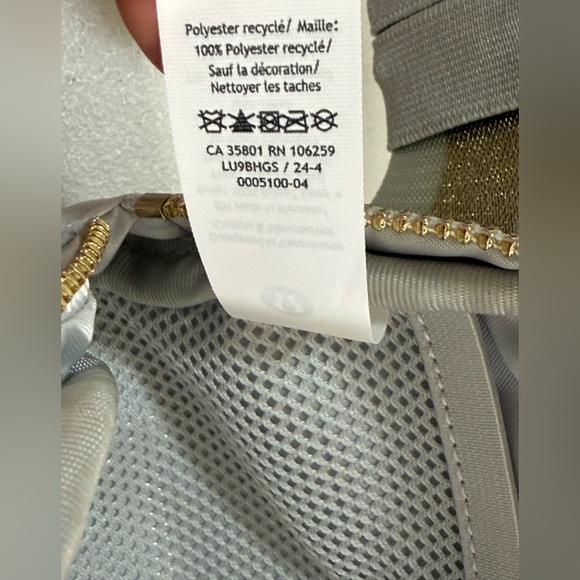 Polyester recyclé/ Maille:
100% Polyester recyclé/
Sauf la décoration/
Nettoyer les taches
CA 35801 RN 106259
LU9BHGS / 24-4
0005100-04